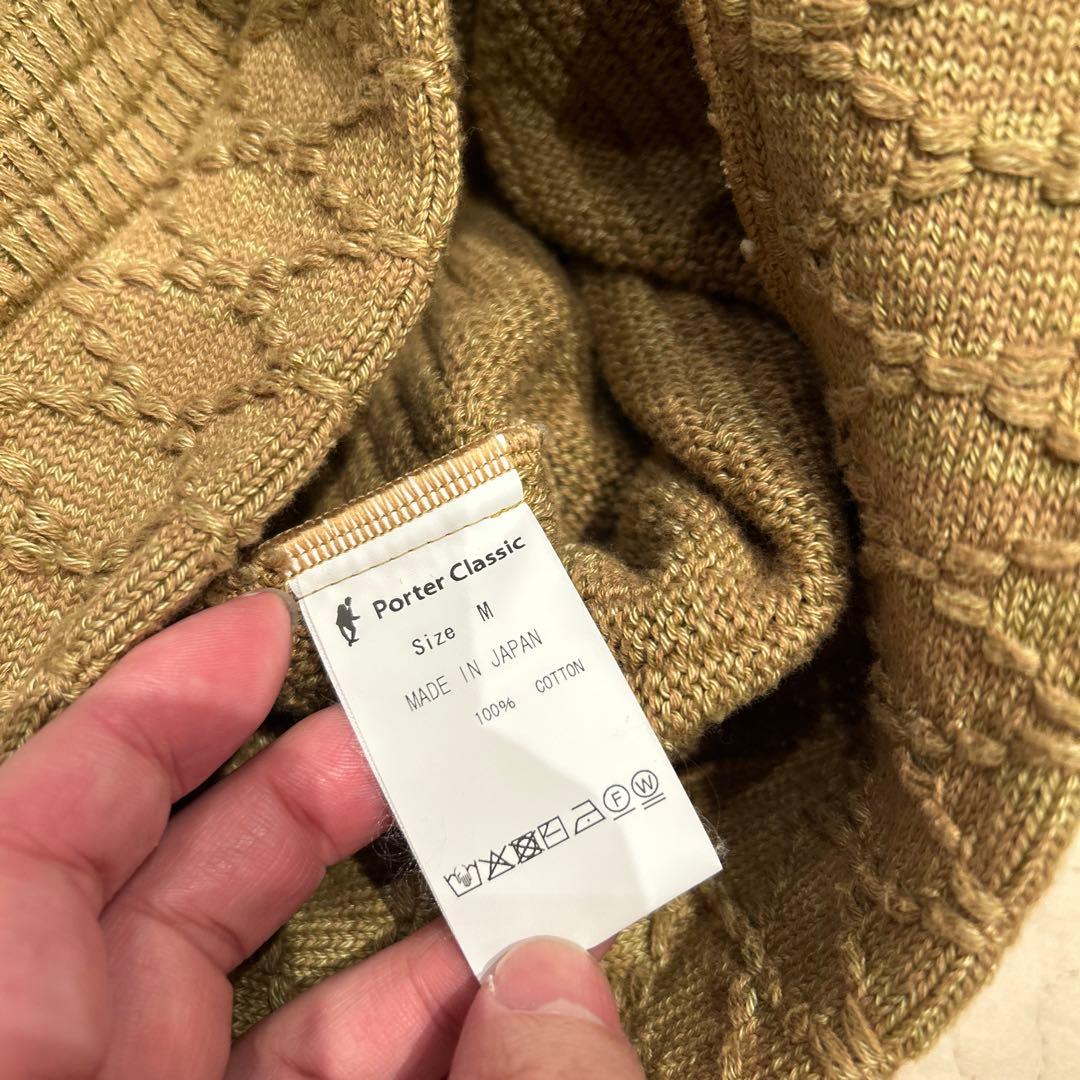 Porter Classic
Size M
MADE IN JAPAN
100% COTTON
F W